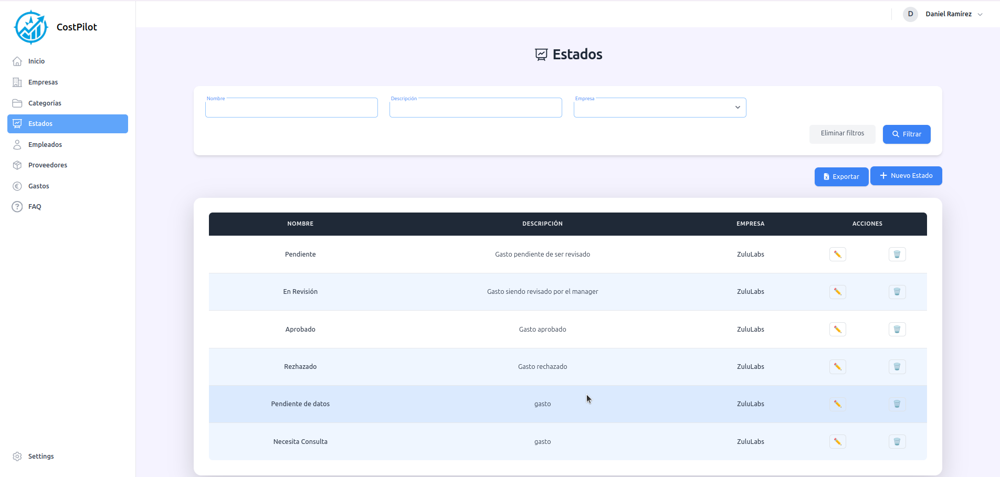 CostPilot
Inicio
Empresas
Categorías
Estados
Empleados
Proveedores
Gastos
FAQ
Settings
D Daniel Ramírez
Estados
Nombre Descripción Empresa
Eliminar filtros Filtrar
Exportar Nuevo Estado
NOMBRE DESCRIPCIÓN EMPRESA ACCIONES
Pendiente Gasto pendiente de ser revisado ZuluLabs
En Revisión Gasto siendo revisado por el manager ZuluLabs
Aprobado Gasto aprobado ZuluLabs
Rezhazado Gasto rechazado ZuluLabs
Pendiente de datos gasto ZuluLabs
Necesita Consulta gasto ZuluLabs